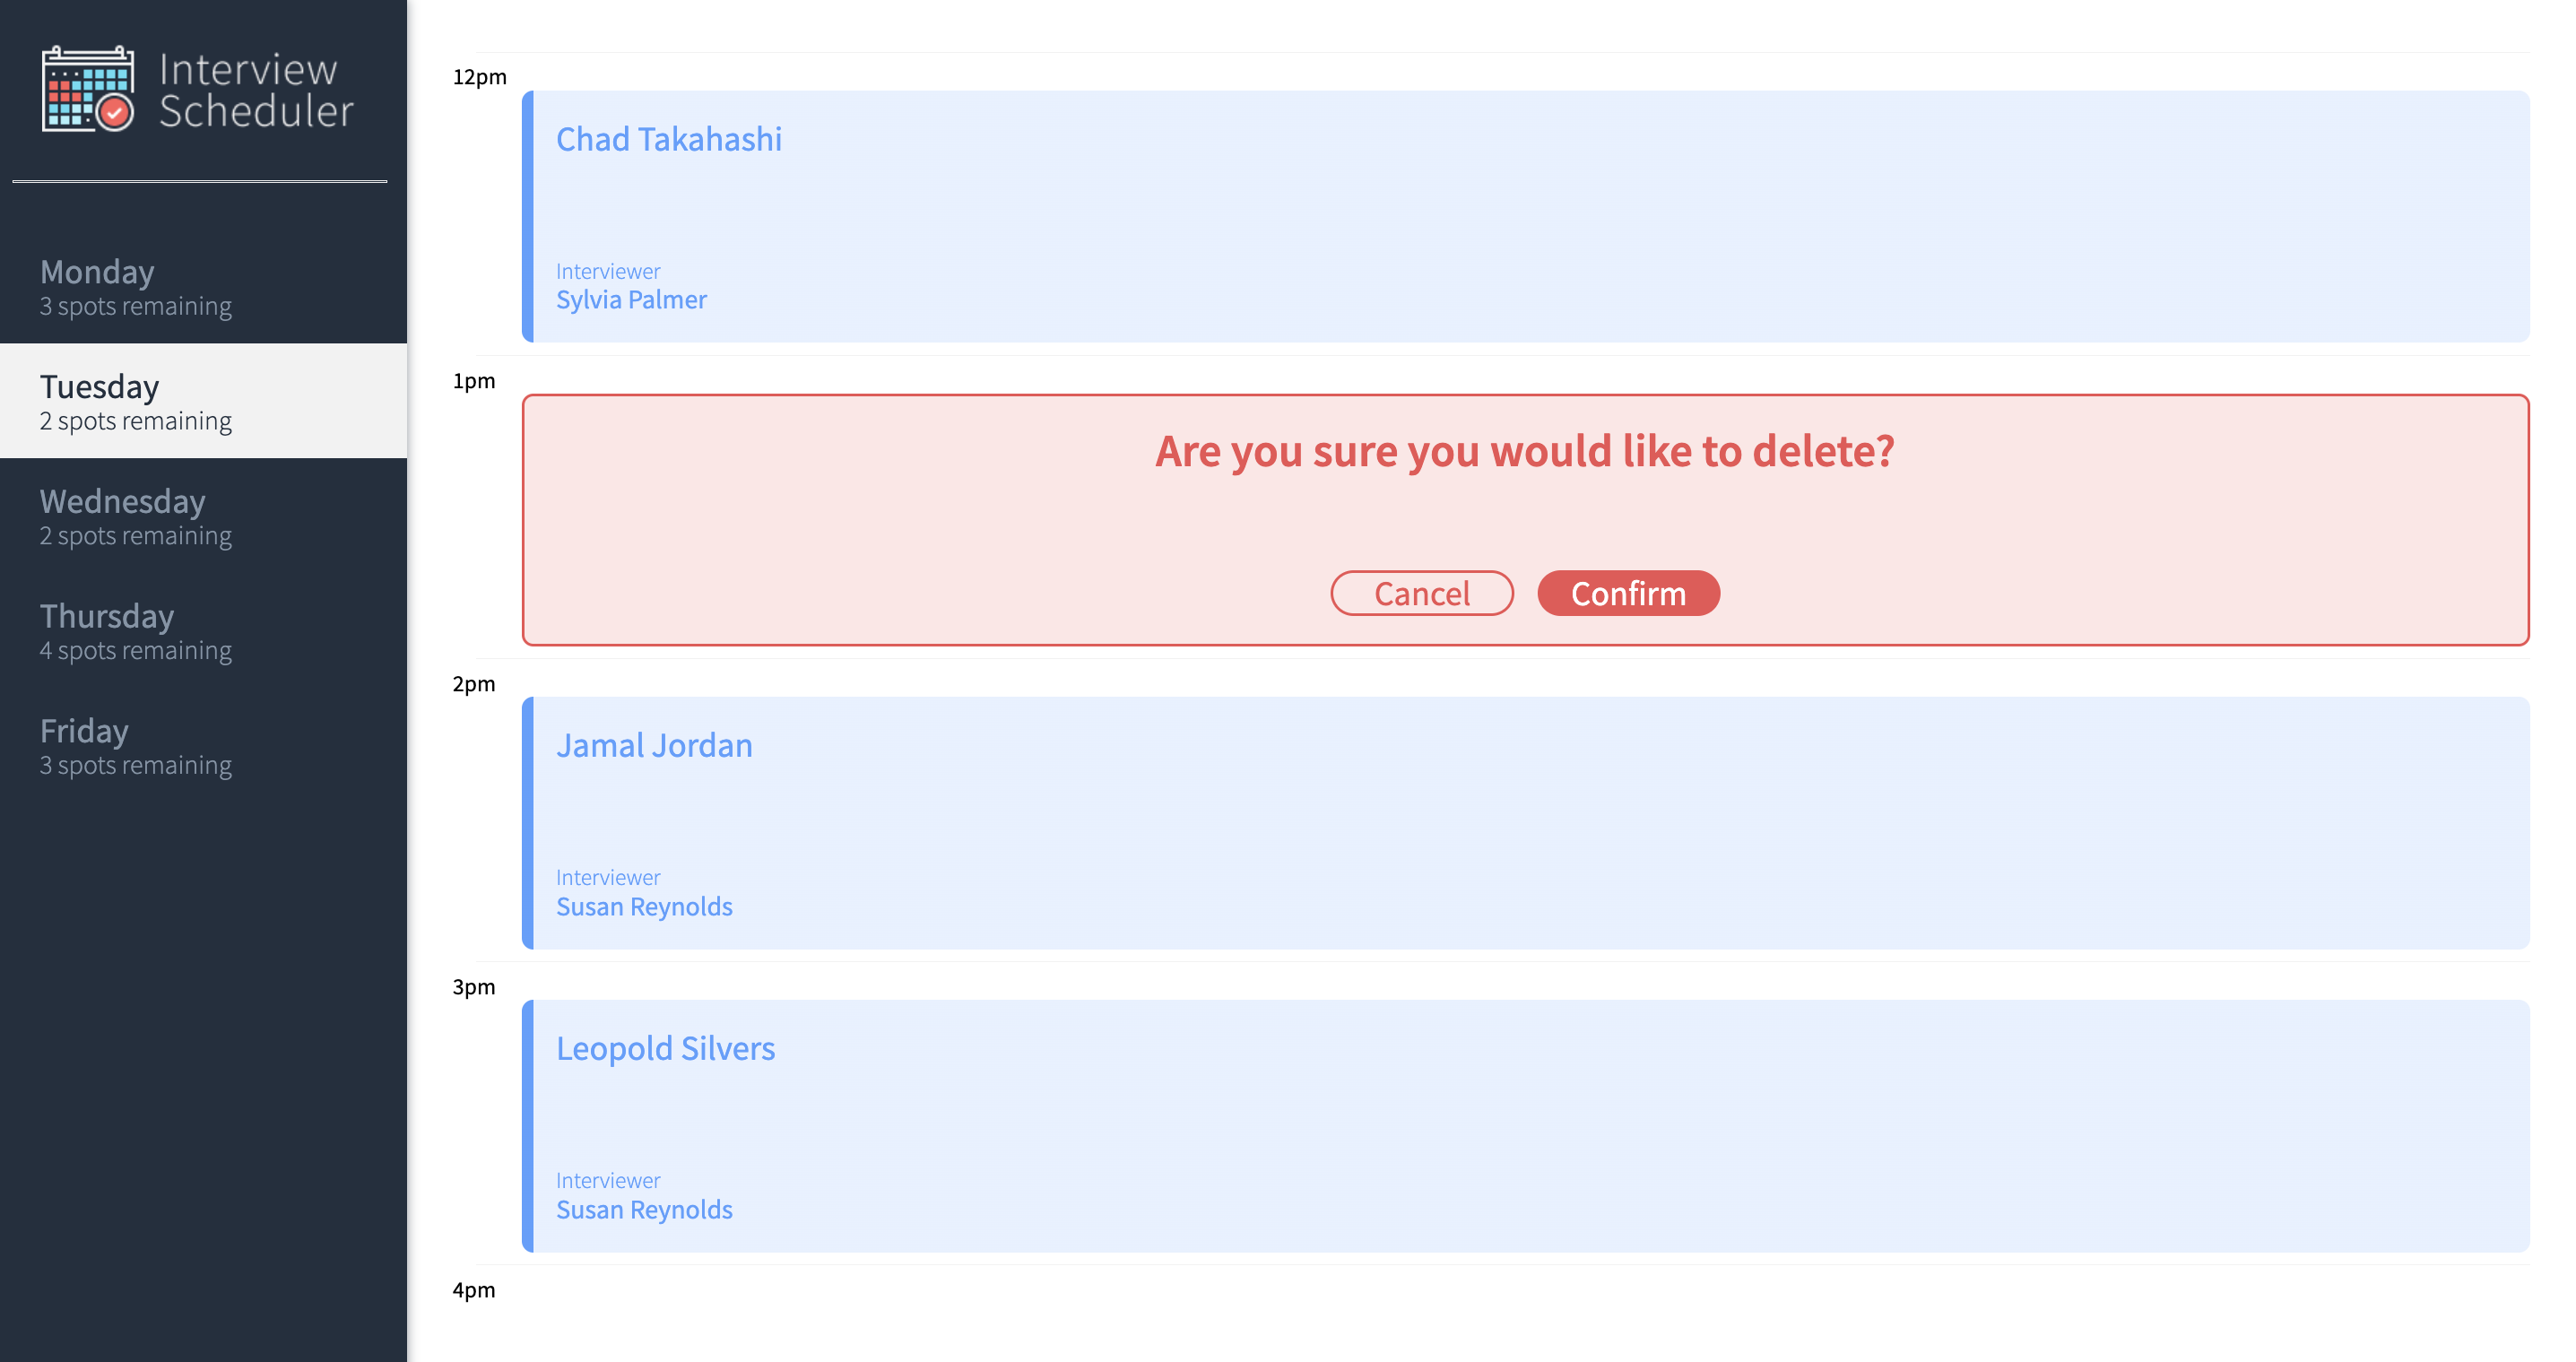 Interview
Scheduler
Monday
3 spots remaining
Tuesday
2 spots remaining
Wednesday
2 spots remaining
Thursday
4 spots remaining
Friday
3 spots remaining
12pm
Chad Takahashi
Interviewer
Sylvia Palmer
1pm
Are you sure you would like to delete?
Cancel
Confirm
2pm
Jamal Jordan
Interviewer
Susan Reynolds
3pm
Leopold Silvers
Interviewer
Susan Reynolds
4pm